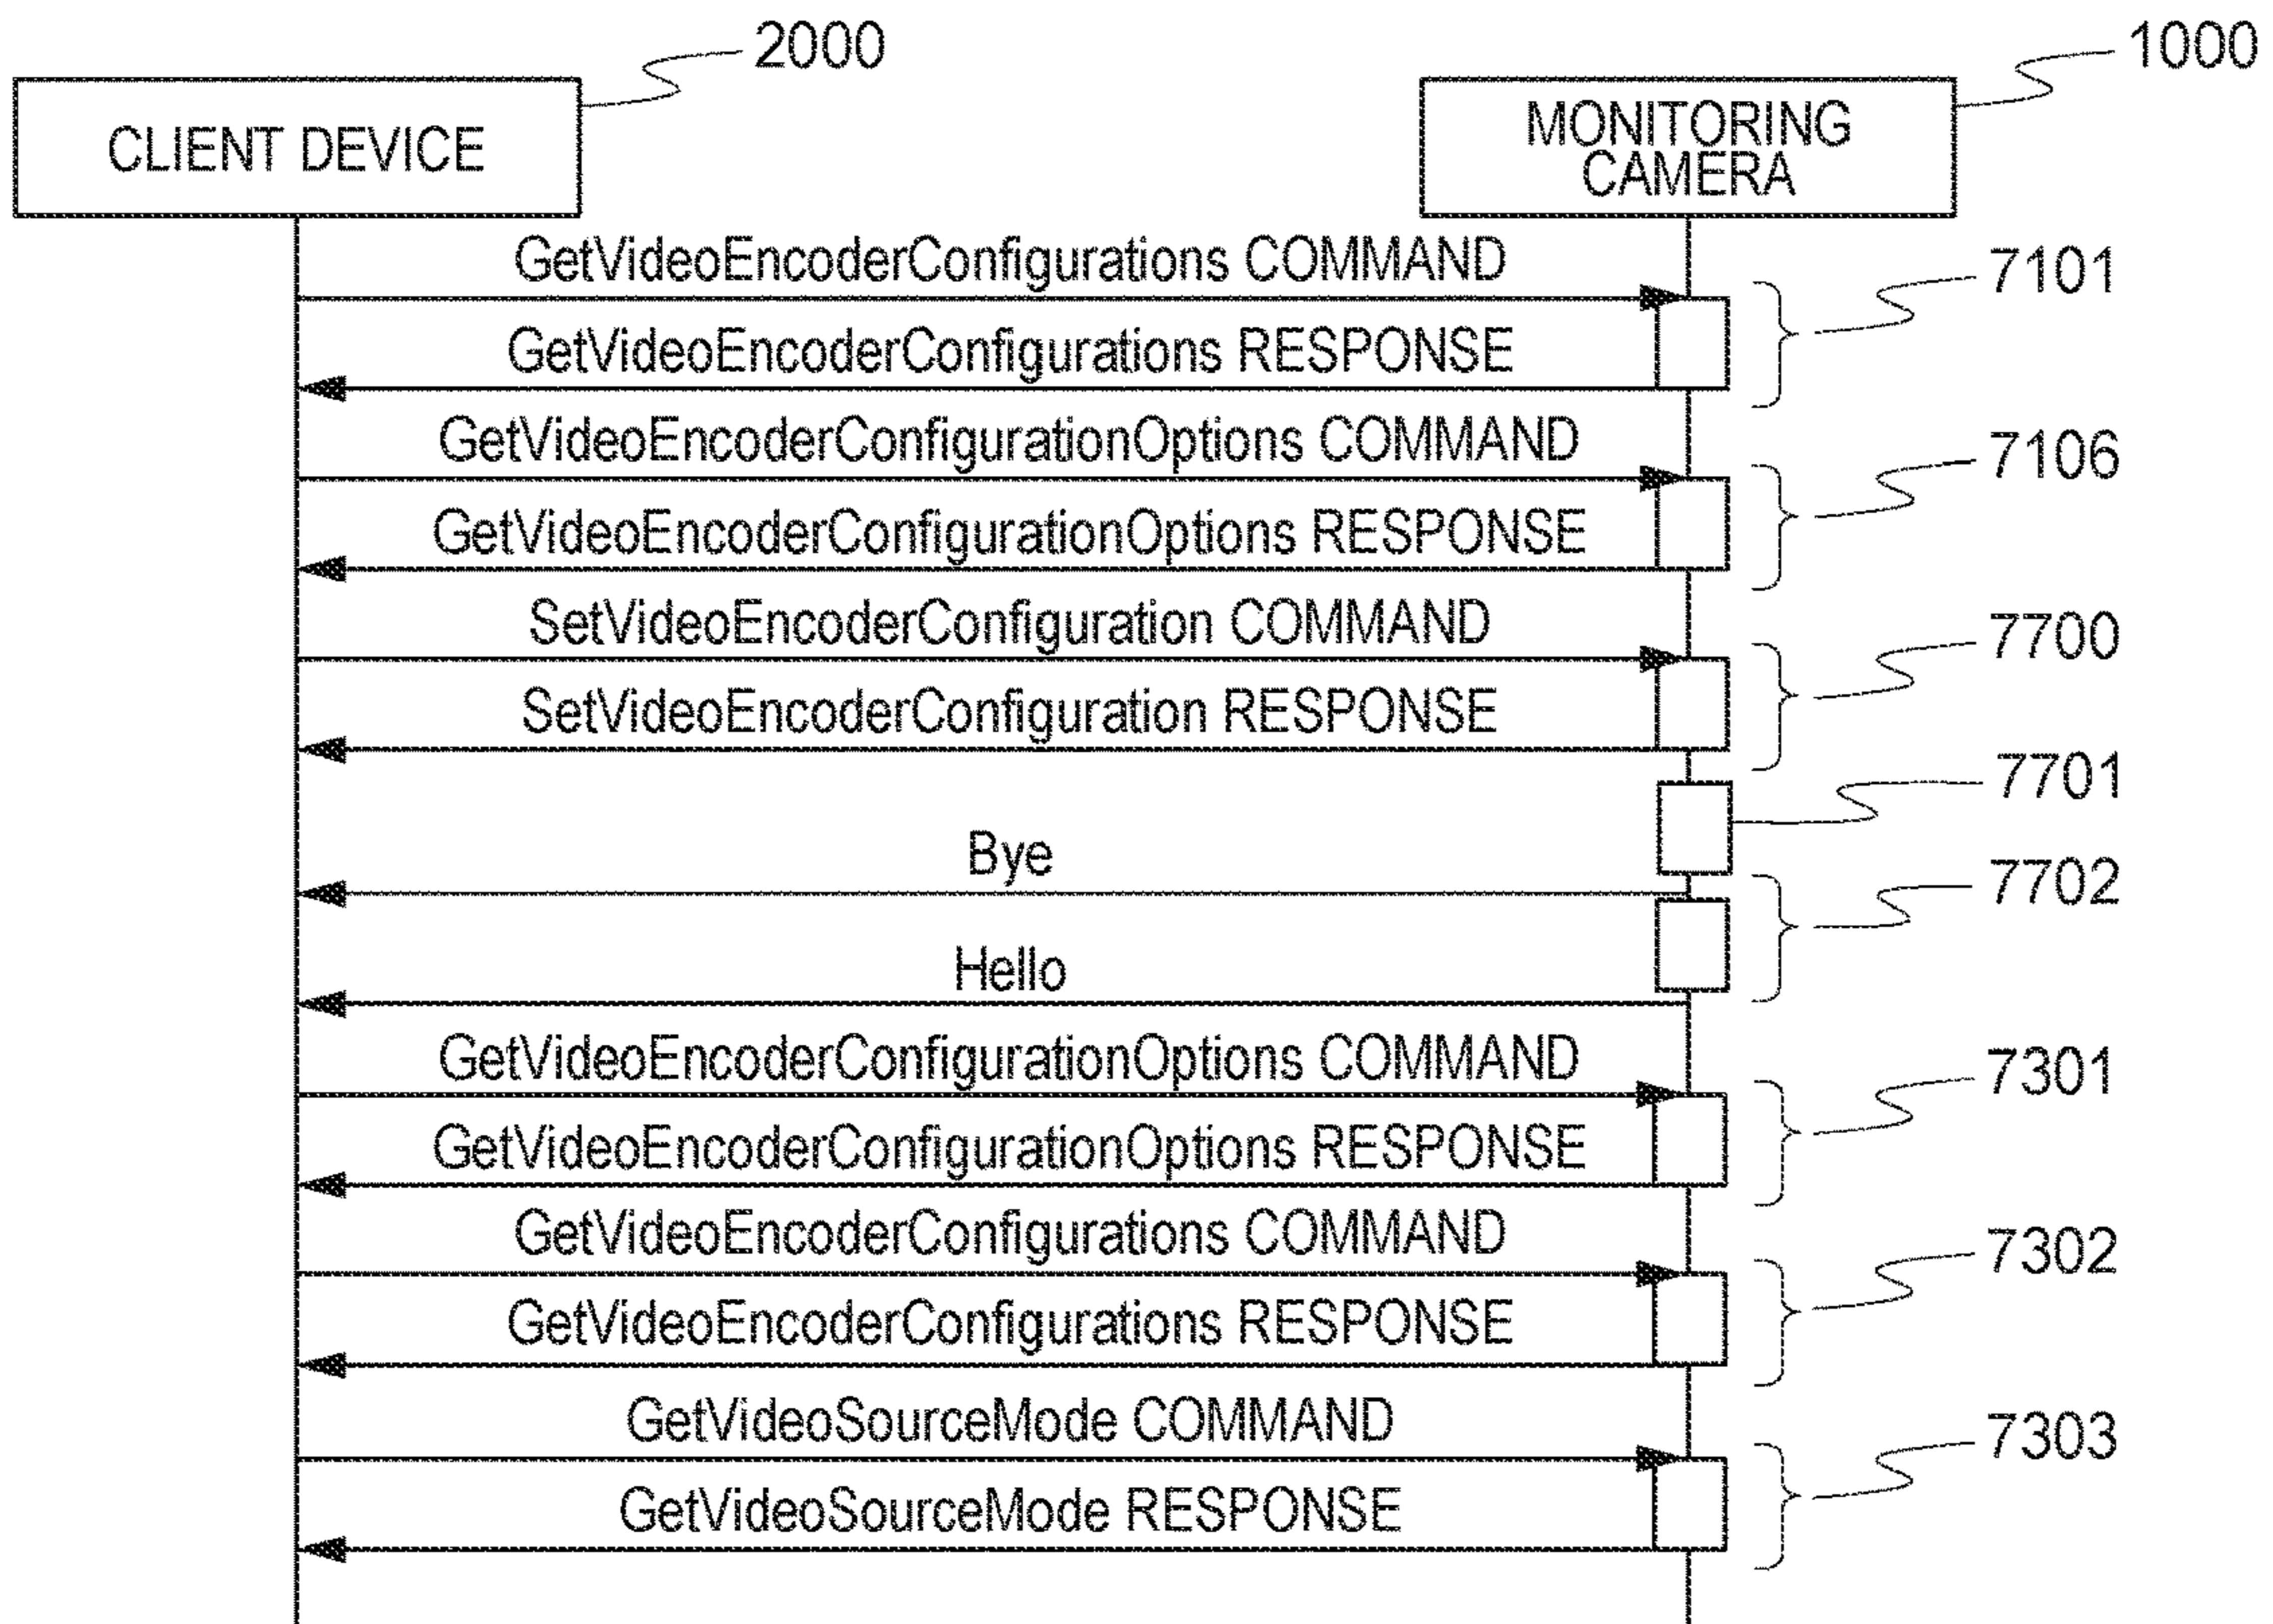 2000
1000
CLIENT DEVICE
MONITORING
CAMERA
GetVideoEncoderConfigurations COMMAND
7101
GetVideoEncoderConfigurations RESPONSE
GetVideoEncoderConfigurationOptions COMMAND
7106
GetVideoEncoderConfigurationOptions RESPONSE
SetVideoEncoderConfiguration COMMAND
7700
SetVideoEncoderConfiguration RESPONSE
7701
Bye
7702
Hello
GetVideoEncoderConfigurationOptions COMMAND
7301
GetVideoEncoderConfigurationOptions RESPONSE
GetVideoEncoderConfigurations COMMAND
7302
GetVideoEncoderConfigurations RESPONSE
GetVideoSourceMode COMMAND
7303
GetVideoSourceMode RESPONSE